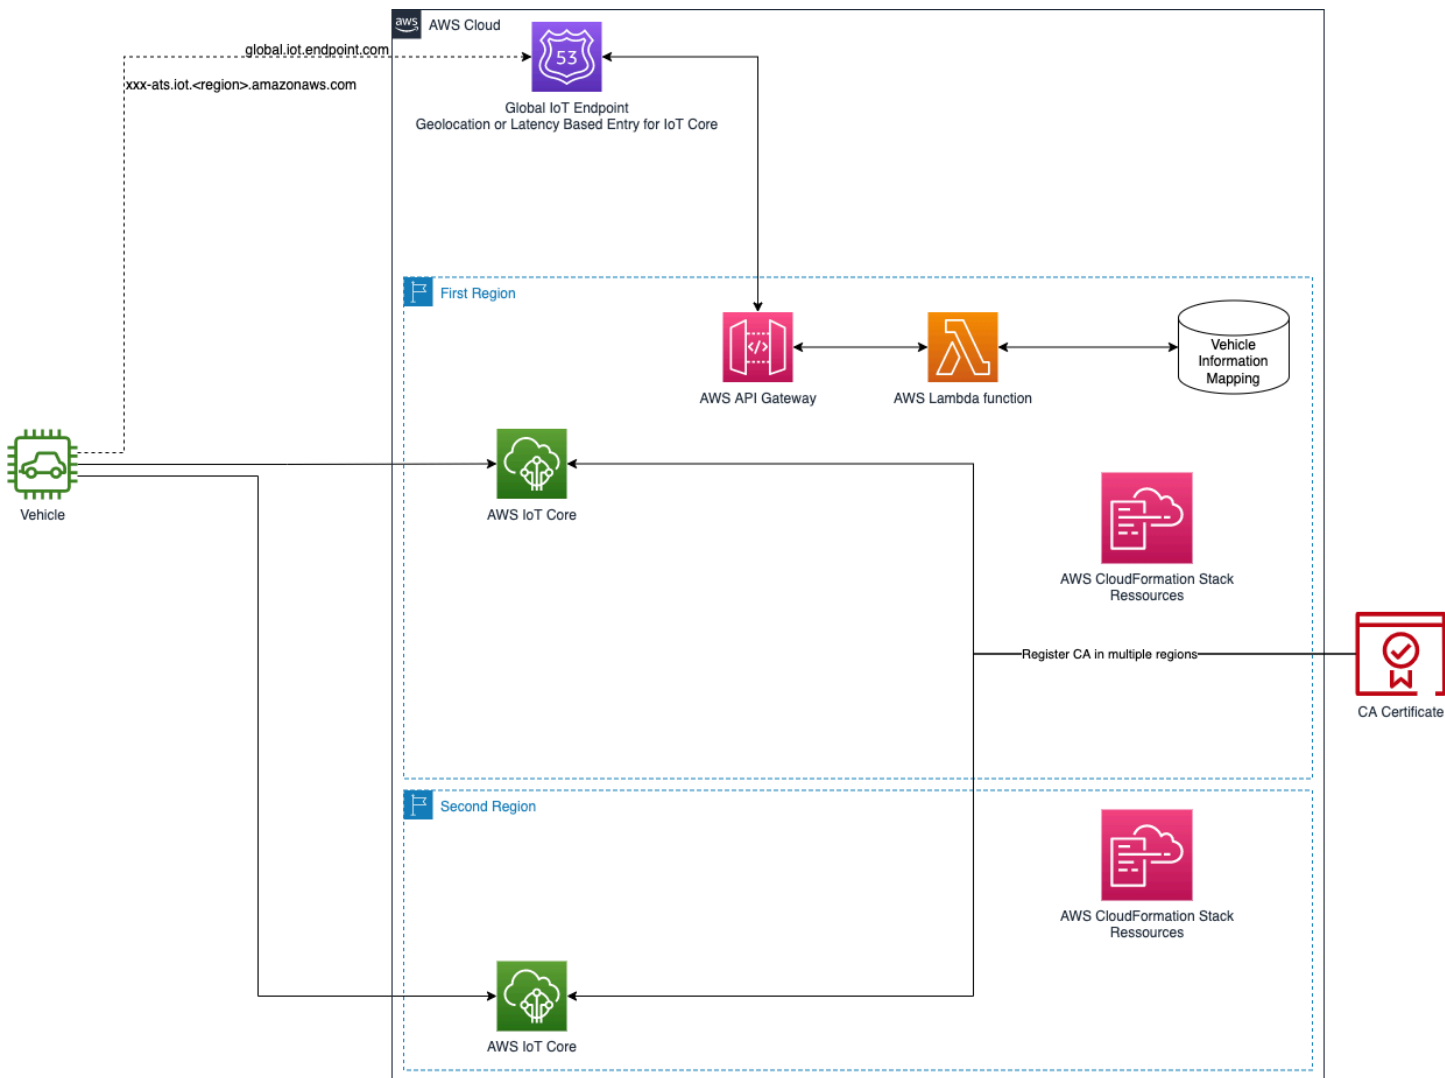 aws
AWS Cloud
global.iot.endpoint.com
53
xxx-ats.iot.<region>.amazonaws.com
Global IoT Endpoint
Geolocation or Latency Based Entry for IoT Core
First Region
</>
Vehicle
Information
Mapping
AWS API Gateway
AWS Lambda function
Vehicle
AWS IoT Core
AWS CloudFormation Stack
Ressources
Register CA in multiple regions
CA Certificate
Second Region
AWS CloudFormation Stack
Ressources
AWS IoT Core